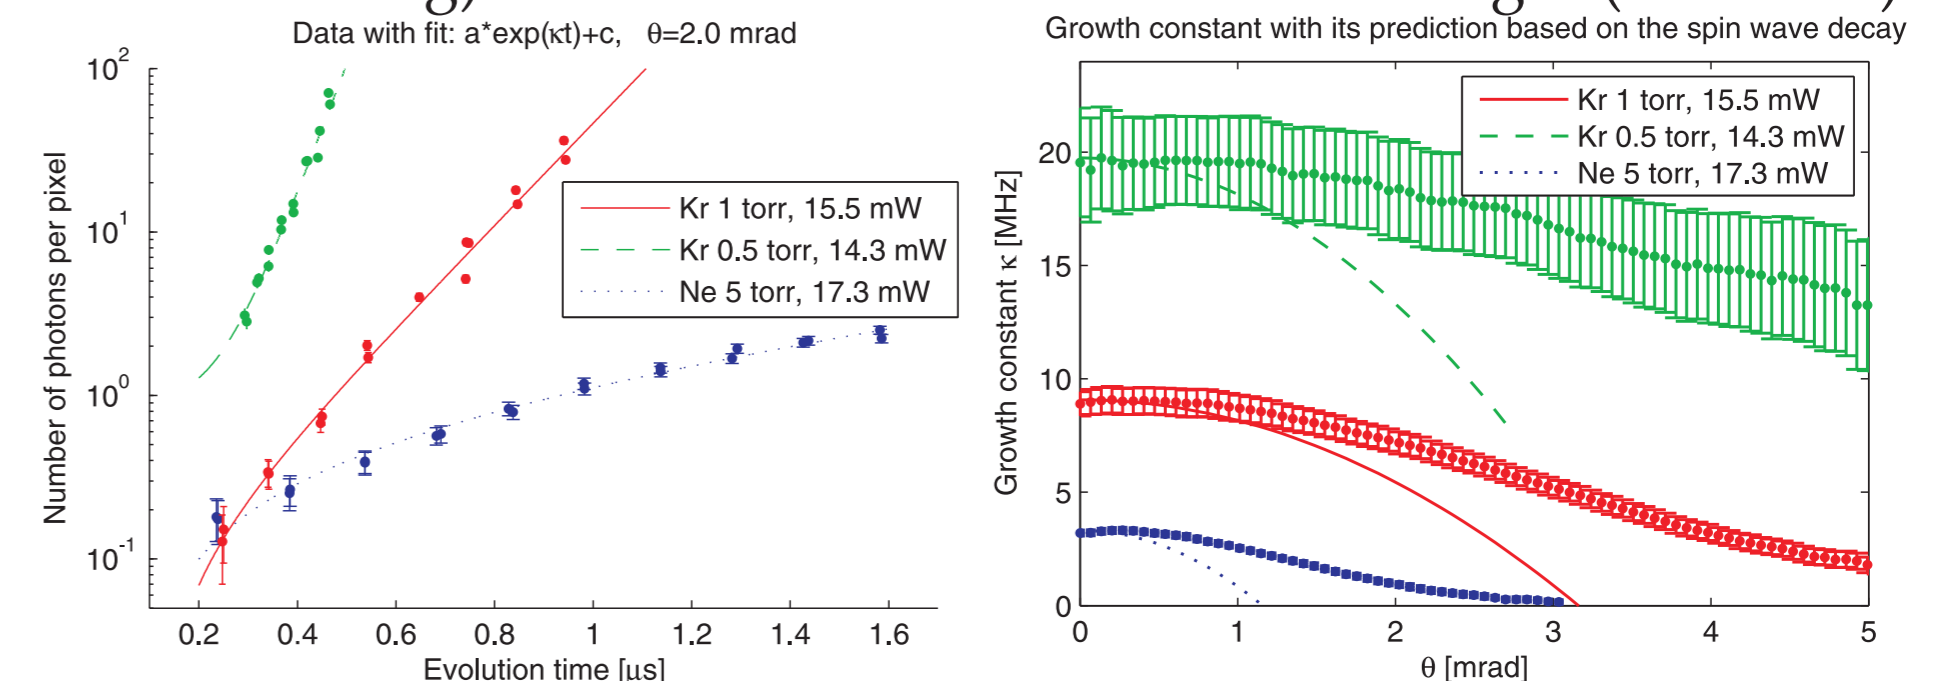 Data with fit: a*exp(κt)+c,   θ=2.0 mrad
Number of photons per pixel
10^2
10^1
10^0
10^-1
Kr 1 torr, 15.5 mW
Kr 0.5 torr, 14.3 mW
Ne 5 torr, 17.3 mW
0.2 0.4 0.6 0.8 1 1.2 1.4 1.6
Evolution time [μs]
Growth constant with its prediction based on the spin wave decay
Growth constant κ [MHz]
20
15
10
5
0
Kr 1 torr, 15.5 mW
Kr 0.5 torr, 14.3 mW
Ne 5 torr, 17.3 mW
0 1 2 3 4 5
θ [mrad]